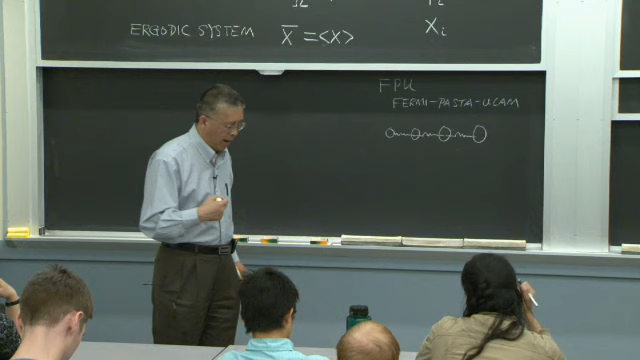 ERGODIC SYSTEM X̅ = <X> Xᵢ
FPU
FERMI-PASTA-ULAM